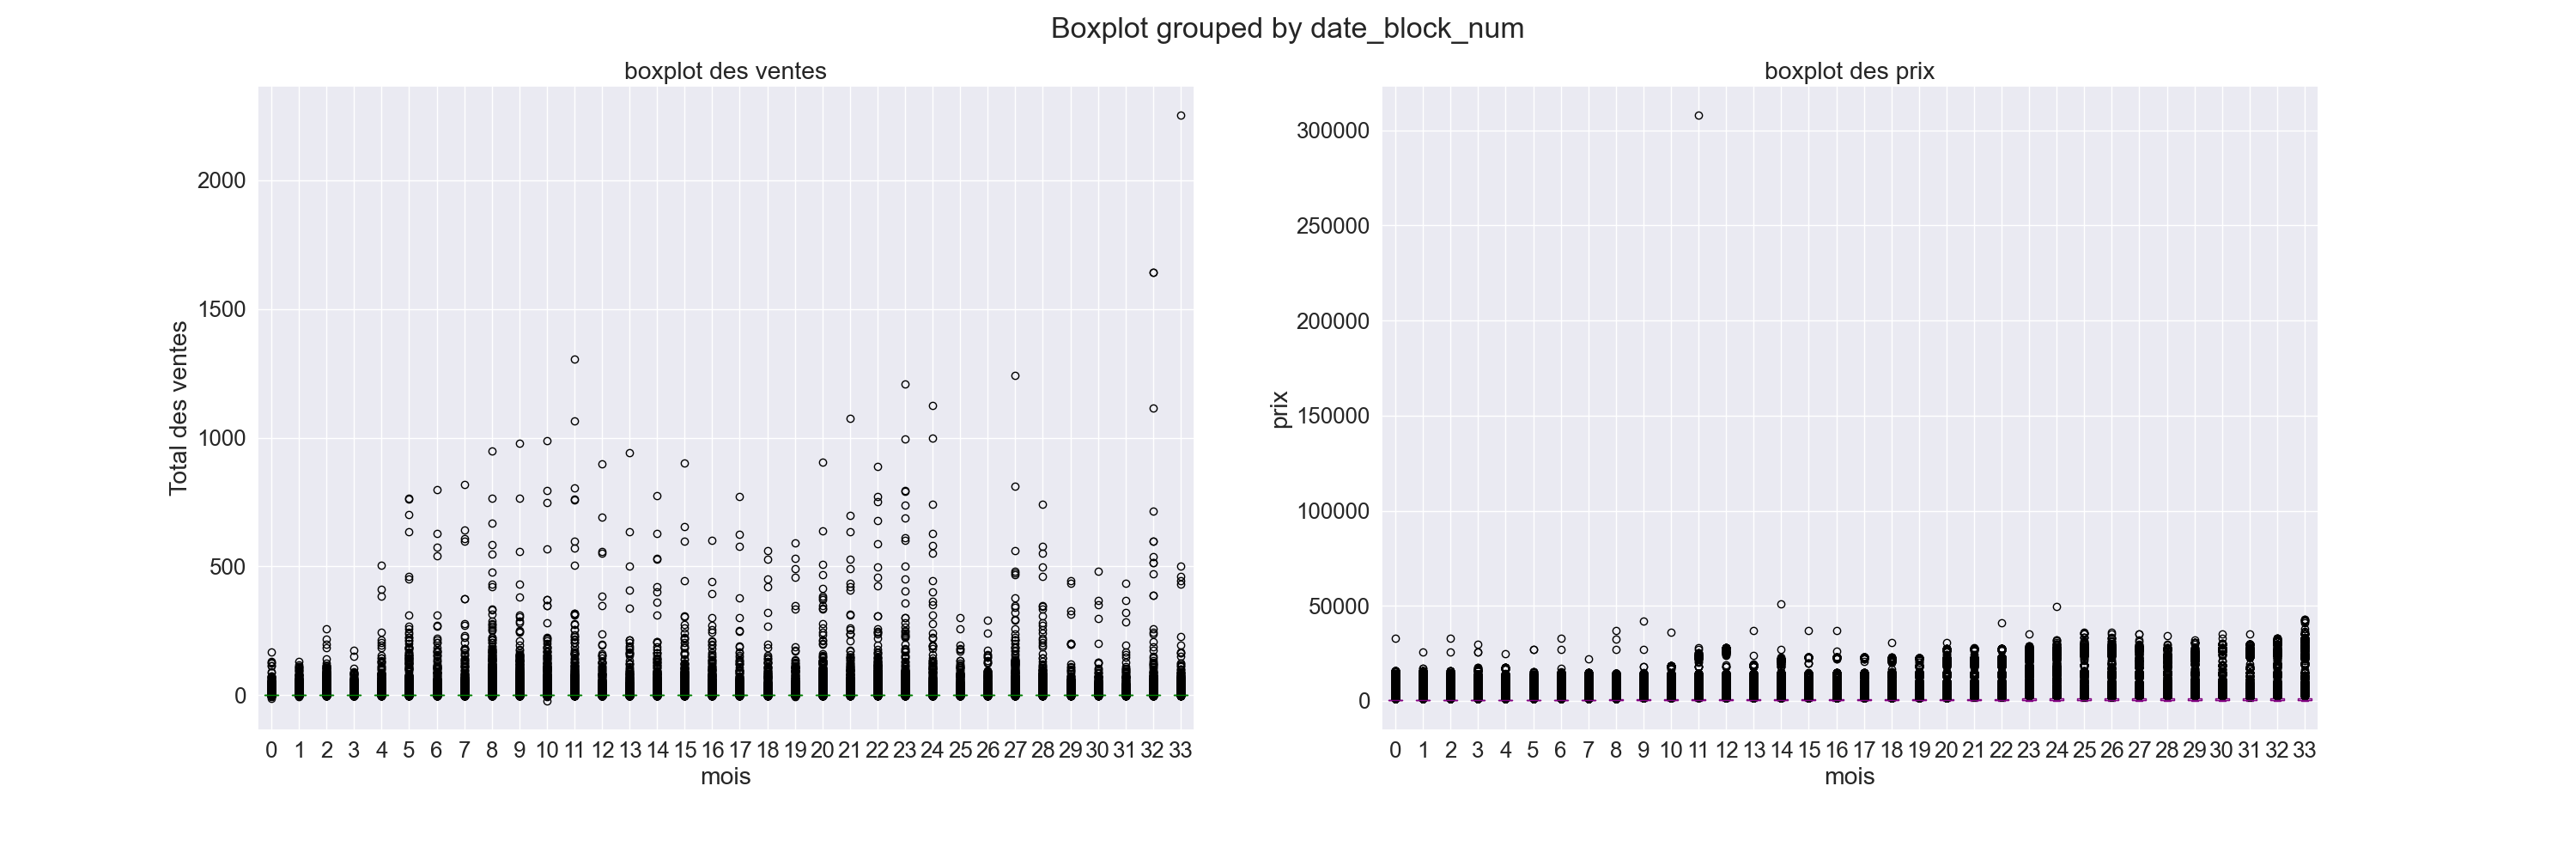 Boxplot grouped by date_block_num
boxplot des ventes
Total des ventes
2000
1500
1000
500
0
0 1 2 3 4 5 6 7 8 9 10 11 12 13 14 15 16 17 18 19 20 21 22 23 24 25 26 27 28 29 30 31 32 33
mois
boxplot des prix
prix
300000
250000
200000
150000
100000
50000
0
0 1 2 3 4 5 6 7 8 9 10 11 12 13 14 15 16 17 18 19 20 21 22 23 24 25 26 27 28 29 30 31 32 33
mois